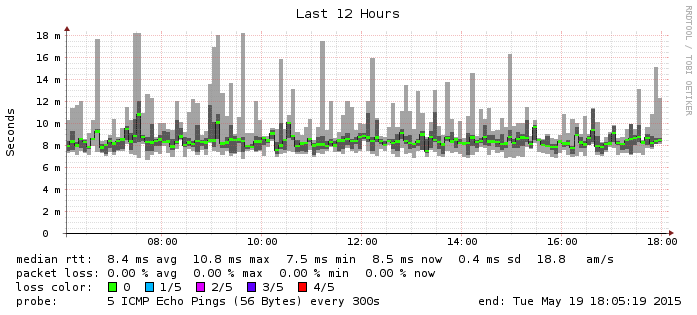 Last 12 Hours
RRDTOOL / TOBI OETIKER
Seconds
18 m
16 m
14 m
12 m
10 m
8 m
6 m
4 m
2 m
0
08:00 10:00 12:00 14:00 16:00 18:00
median rtt: 8.4 ms avg 10.8 ms max 7.5 ms min 8.5 ms now 0.4 ms sd 18.8 am/s
packet loss: 0.00 % avg 0.00 % max 0.00 % min 0.00 % now
loss color: 0 1/5 2/5 3/5 4/5
probe: 5 ICMP Echo Pings (56 Bytes) every 300s end: Tue May 19 18:05:19 2015